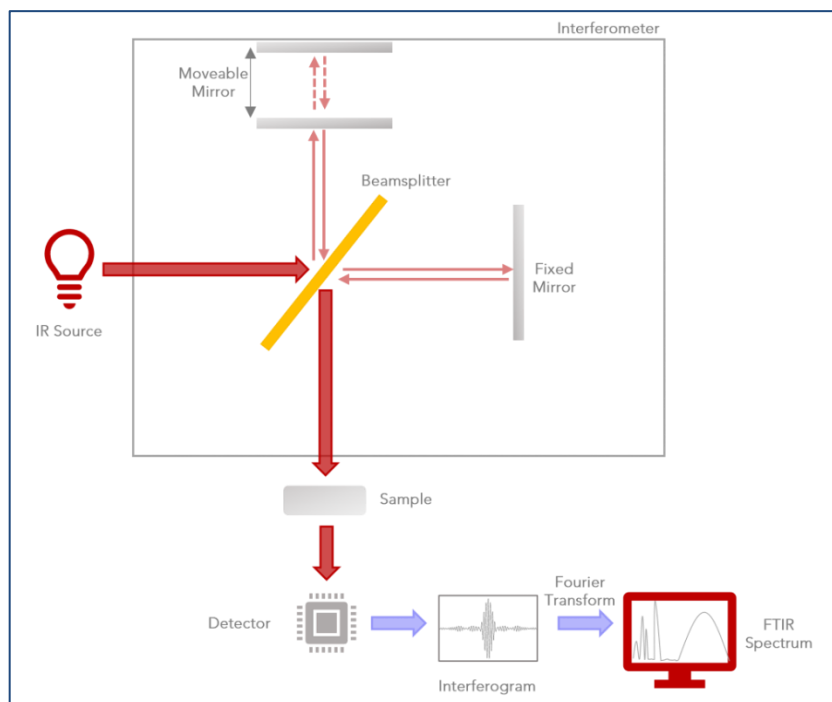 Interferometer
Moveable
Mirror
Beamsplitter
Fixed
Mirror
IR Source
Sample
Detector
Fourier
Transform
FTIR
Spectrum
Interferogram